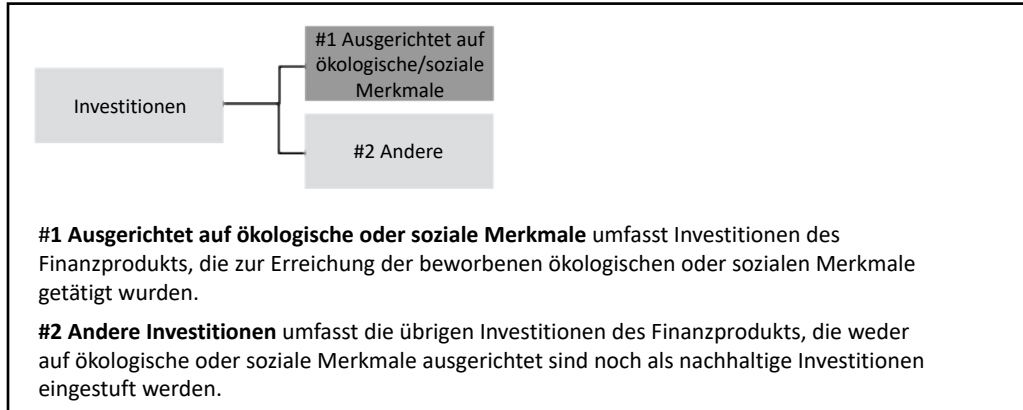 #1 Ausgerichtet auf
ökologische/soziale
Merkmale
Investitionen
#2 Andere
#1 Ausgerichtet auf ökologische oder soziale Merkmale umfasst Investitionen des
Finanzprodukts, die zur Erreichung der beworbenen ökologischen oder sozialen Merkmale
getätigt wurden.
#2 Andere Investitionen umfasst die übrigen Investitionen des Finanzprodukts, die weder
auf ökologische oder soziale Merkmale ausgerichtet sind noch als nachhaltige Investitionen
eingestuft werden.